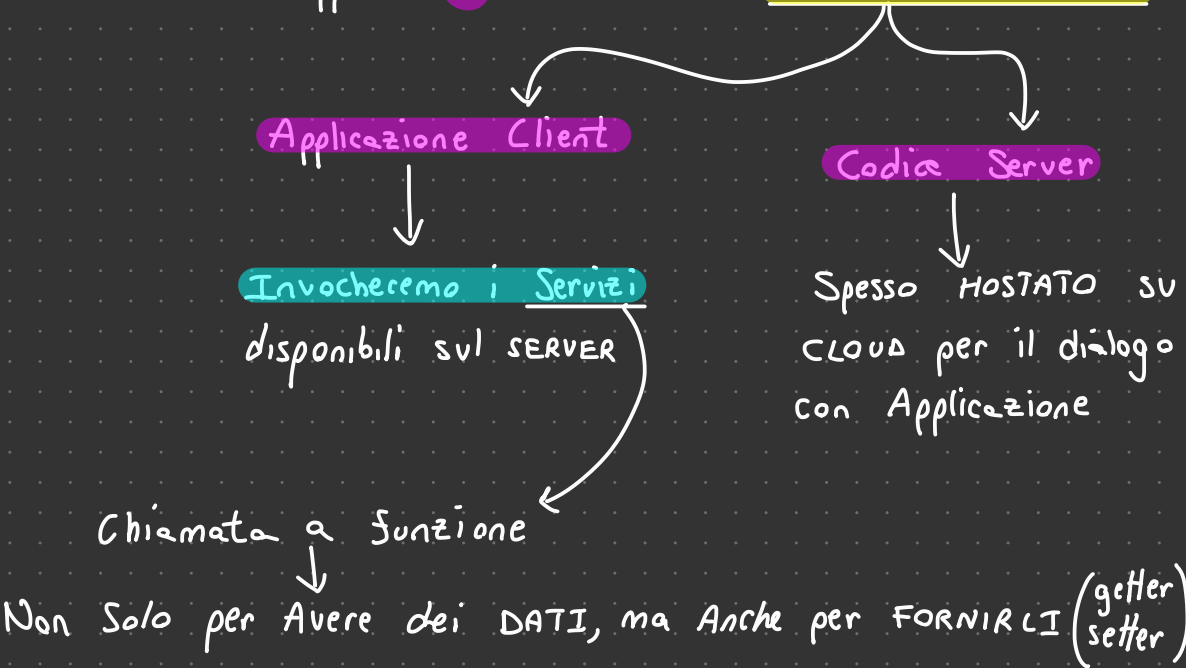 Applicazione Client
Codice Server
Invocheremo i Servizi
disponibili sul SERVER
Spesso HOSTATO su
CLOUD per il dialogo
con Applicazione
Chiamata a funzione
Non Solo per Avere dei DATI, ma Anche per FORNIRLI (getter
setter)